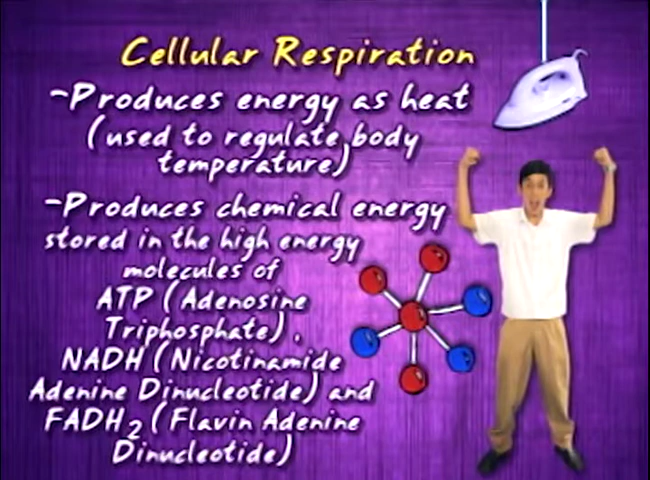 Cellular Respiration
-Produces energy as heat
(used to regulate body
temperature)
-Produces chemical energy
stored in the high energy
molecules of
ATP (Adenosine
Triphosphate),
NADH (Nicotinamide
Adenine Dinucleotide) and
FADH2 (Flavin Adenine
Dinucleotide)